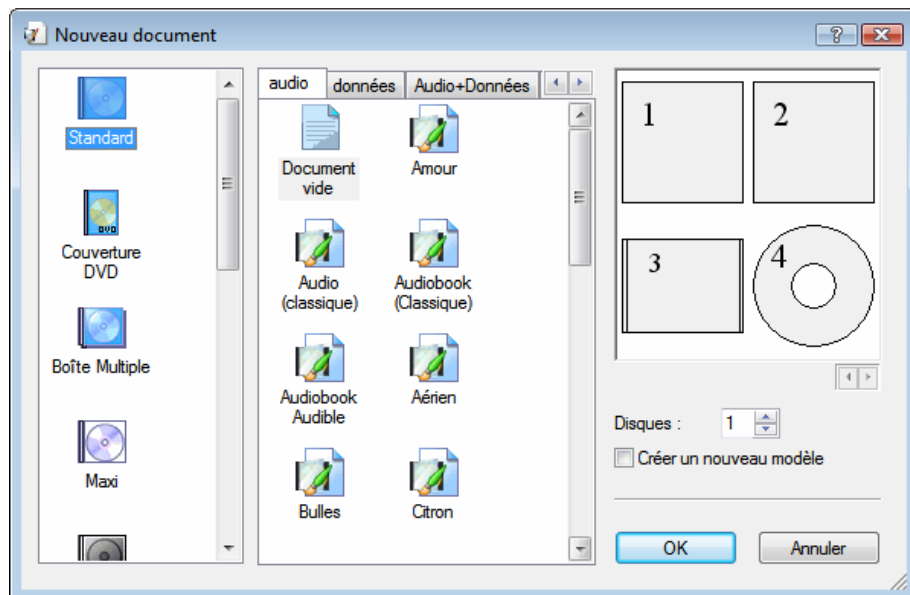 Nouveau document
Standard
Couverture
DVD
Boîte Multiple
Maxi
audio
données
Audio+Données
Document
vide
Amour
Audio
(classique)
Audiobook
(Classique)
Audiobook
Audible
Aérien
Bulles
Citron
1
2
3
4
Disques :
1
Créer un nouveau modèle
OK
Annuler